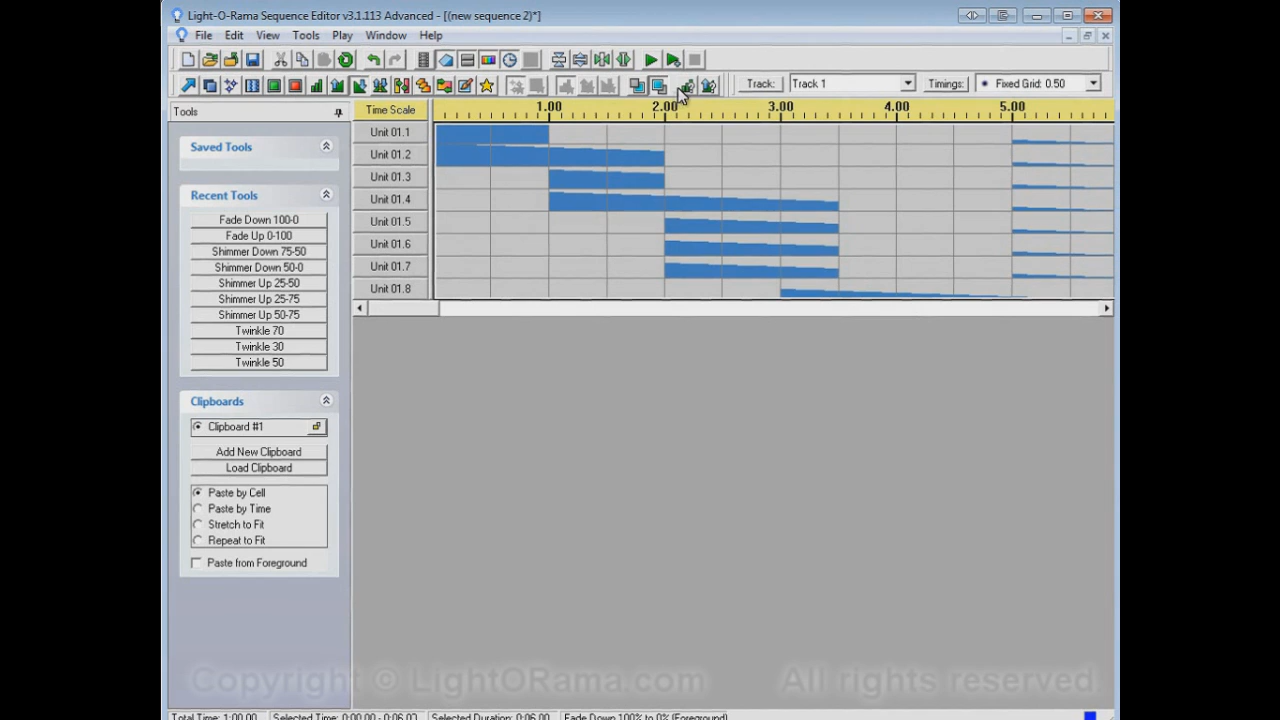 Light-O-Rama Sequence Editor v3.1.113 Advanced - [(new sequence 2)*]
File Edit View Tools Play Window Help
Track: Track 1 Timings: Fixed Grid: 0.50
Tools
Time Scale 1.00 2.00 3.00 4.00 5.00
Saved Tools
Recent Tools
Fade Down 100-0
Fade Up 0-100
Shimmer Down 75-50
Shimmer Down 50-0
Shimmer Up 25-50
Shimmer Up 25-75
Shimmer Up 50-75
Twinkle 70
Twinkle 30
Twinkle 50
Clipboards
Clipboard #1
Add New Clipboard
Load Clipboard
Paste by Cell
Paste by Time
Stretch to Fit
Repeat to Fit
Paste from Foreground
Unit 01.1
Unit 01.2
Unit 01.3
Unit 01.4
Unit 01.5
Unit 01.6
Unit 01.7
Unit 01.8
Copyright © LightORama.com All rights reserved
Total Time: 1:00.00 Selected Time: 0:00.00 - 0:06.03 Selected Duration: 0:06.00 Fade Down 100% to 0% (Foreground)